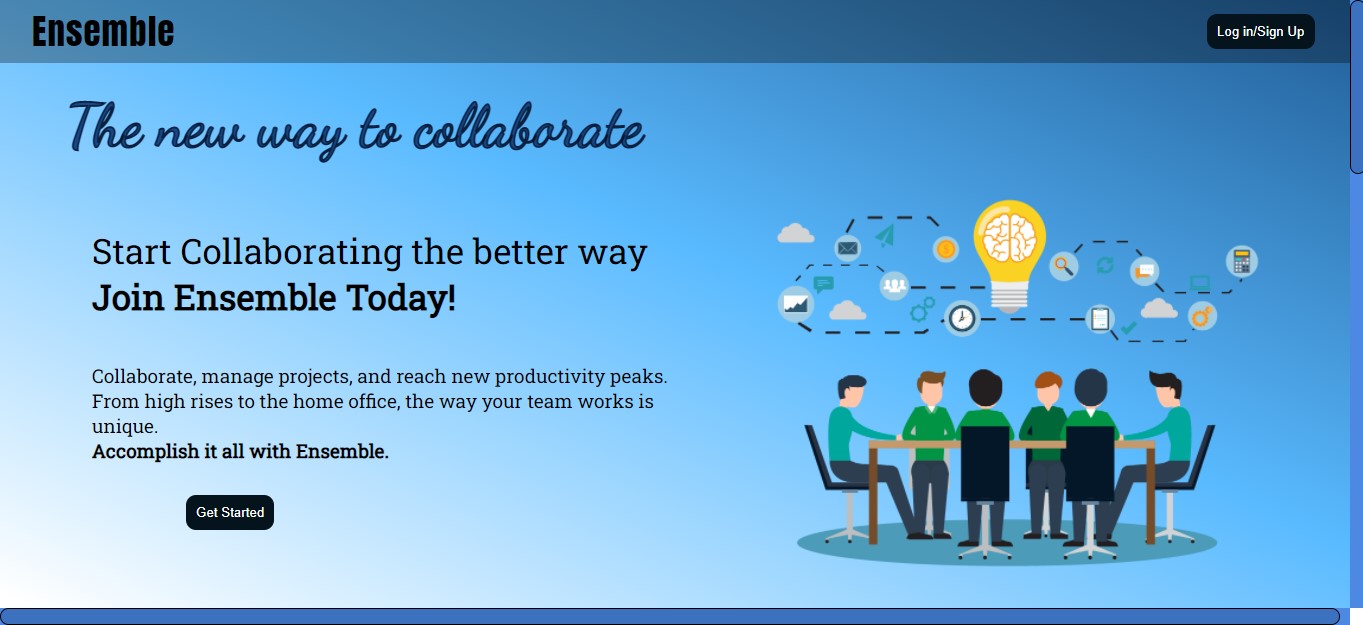 Ensemble
Log in/Sign Up
The new way to collaborate
Start Collaborating the better way
Join Ensemble Today!
Collaborate, manage projects, and reach new productivity peaks.
From high rises to the home office, the way your team works is
unique.
Accomplish it all with Ensemble.
Get Started